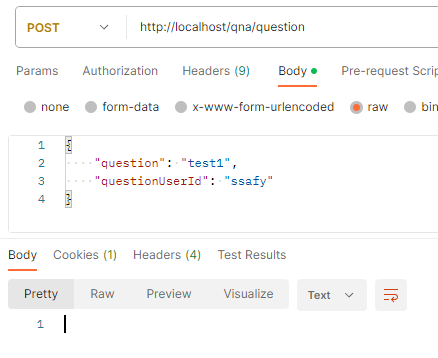 POST http://localhost/qna/question
Params Authorization Headers (9) Body Pre-request Scrip
none form-data x-www-form-urlencoded raw bin
1 {
2 "question": "test1",
3 "questionUserId": "ssafy"
4 }
Body Cookies (1) Headers (4) Test Results
Pretty Raw Preview Visualize Text
1